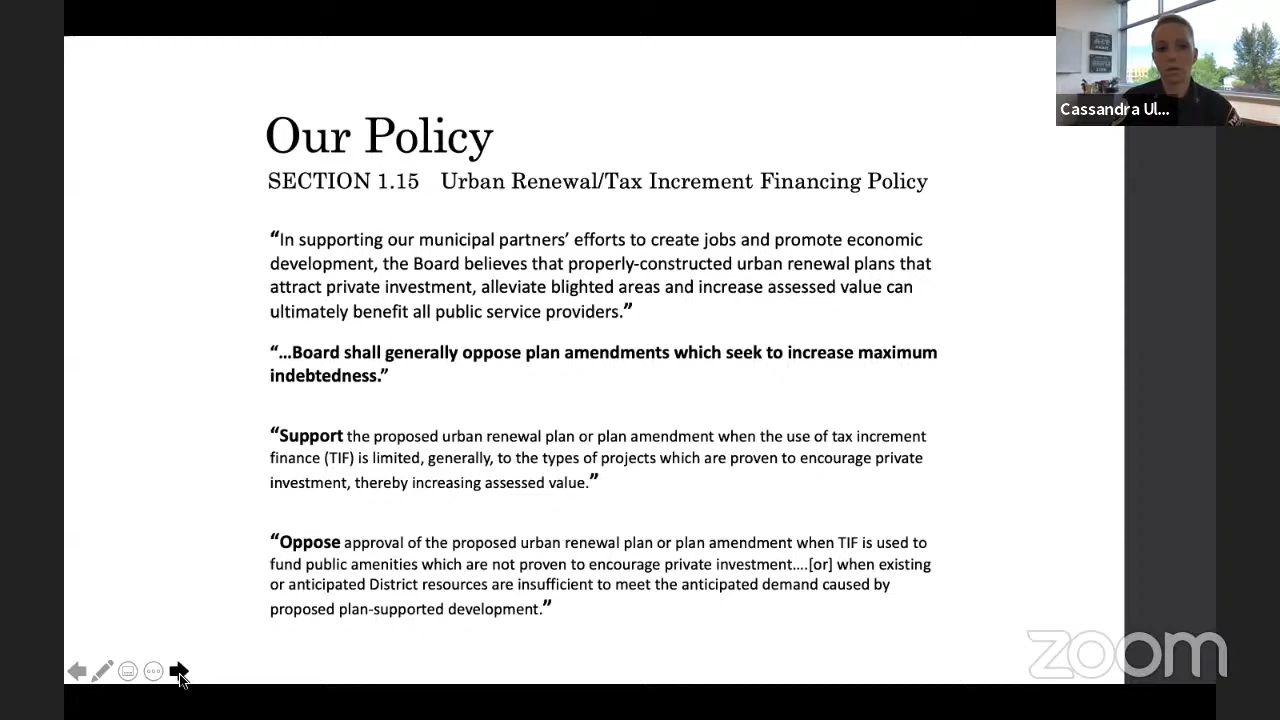 Our Policy
SECTION 1.15 Urban Renewal/Tax Increment Financing Policy
“In supporting our municipal partners’ efforts to create jobs and promote economic
development, the Board believes that properly-constructed urban renewal plans that
attract private investment, alleviate blighted areas and increase assessed value can
ultimately benefit all public service providers.”
“…Board shall generally oppose plan amendments which seek to increase maximum
indebtedness.”
“Support the proposed urban renewal plan or plan amendment when the use of tax increment
finance (TIF) is limited, generally, to the types of projects which are proven to encourage private
investment, thereby increasing assessed value.”
“Oppose approval of the proposed urban renewal plan or plan amendment when TIF is used to
fund public amenities which are not proven to encourage private investment….[or] when existing
or anticipated District resources are insufficient to meet the anticipated demand caused by
proposed plan-supported development.”
Cassandra Ul...
zoom